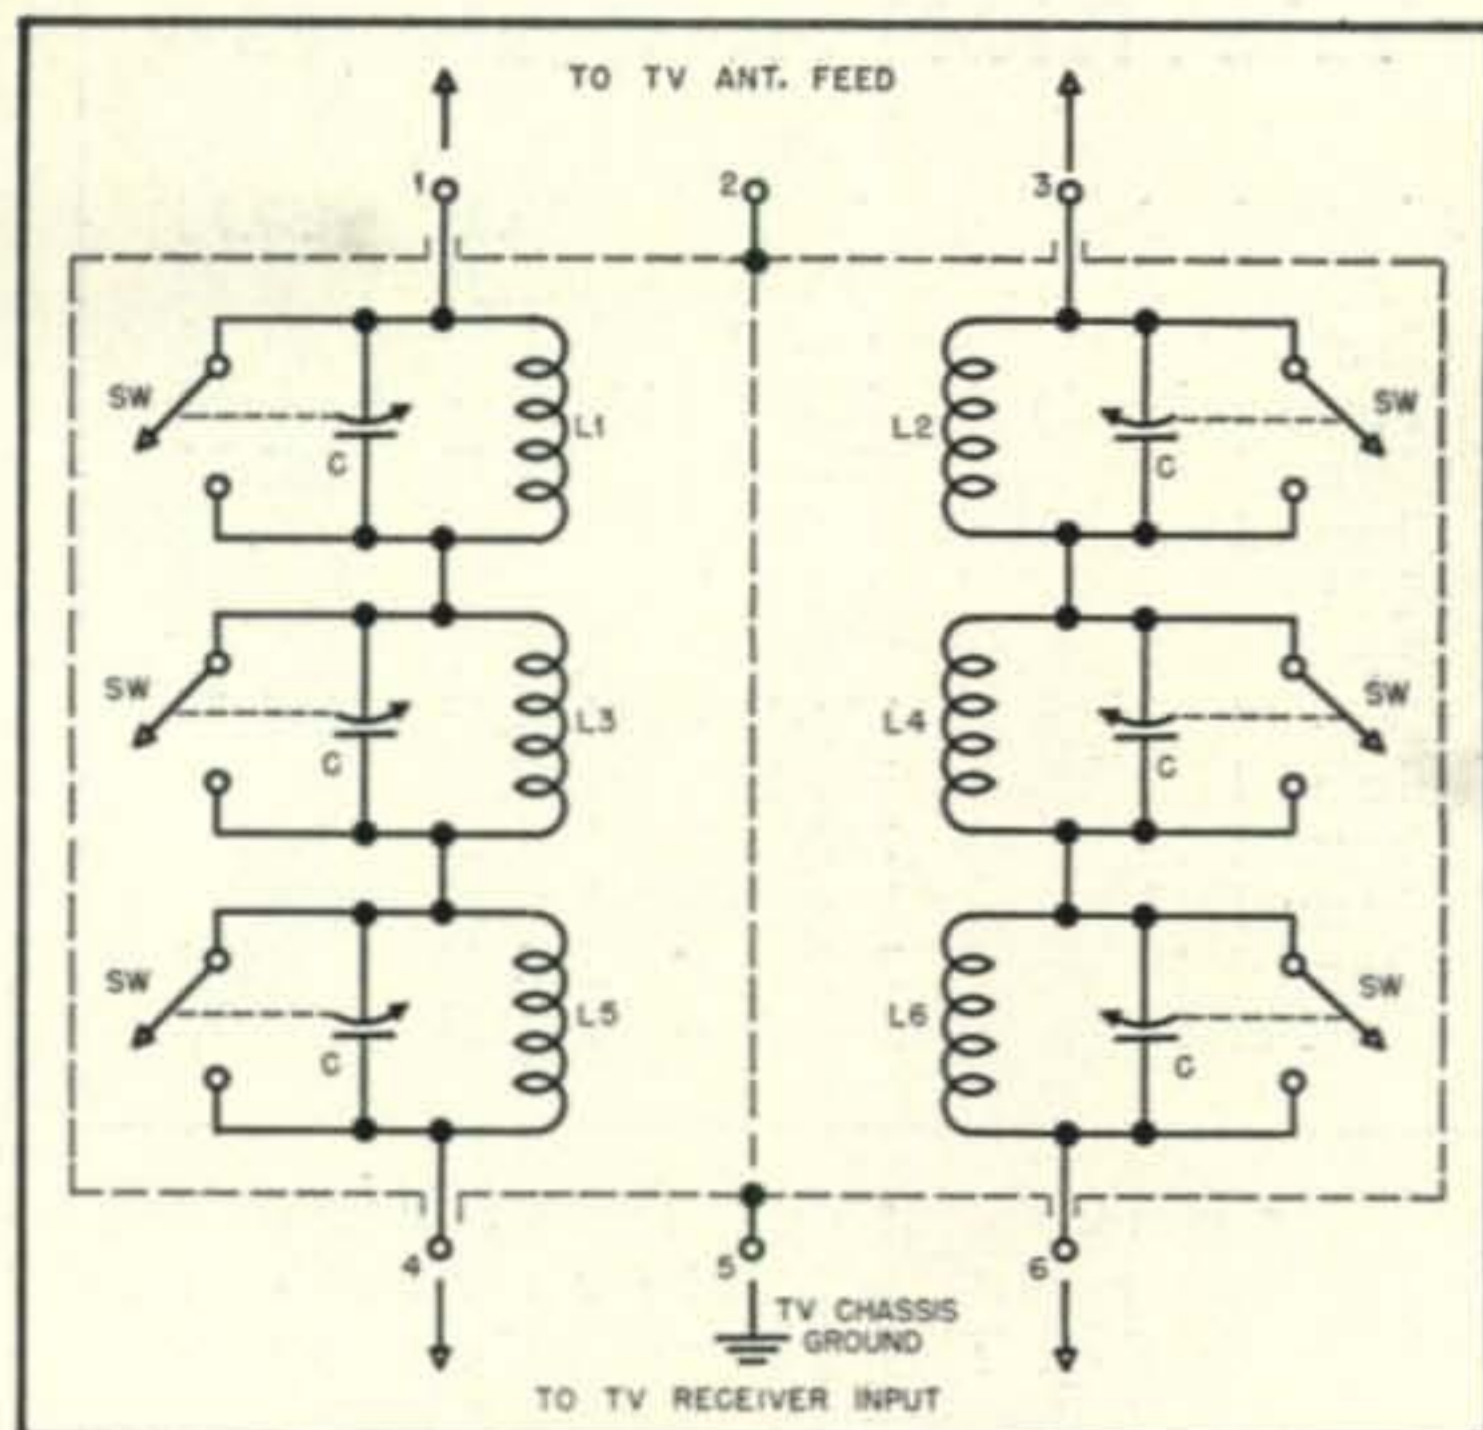 TO TV ANT. FEED
1 2 3
SW C L1 L2 C SW
SW C L3 L4 C SW
SW C L5 L6 C SW
4 5 6
TV CHASSIS
GROUND
TO TV RECEIVER INPUT